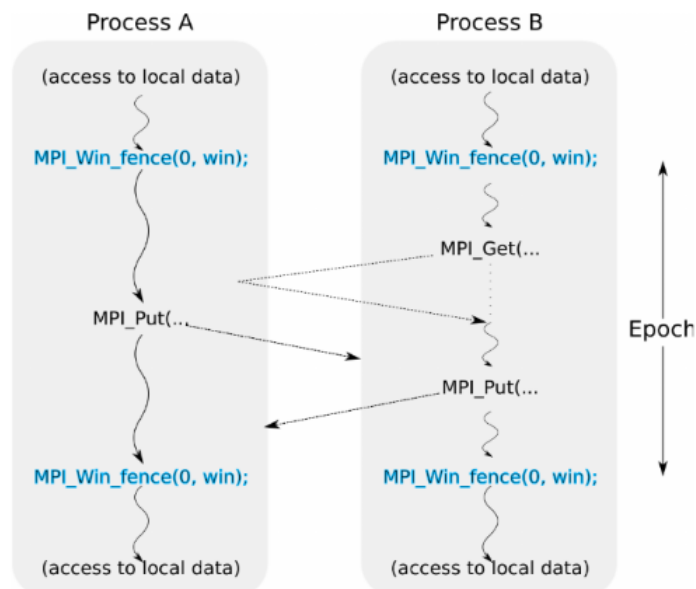 Process A
Process B
(access to local data)
(access to local data)
MPI_Win_fence(0, win);
MPI_Win_fence(0, win);
MPI_Get(...
MPI_Put(...
Epoch
MPI_Put(...
MPI_Win_fence(0, win);
MPI_Win_fence(0, win);
(access to local data)
(access to local data)